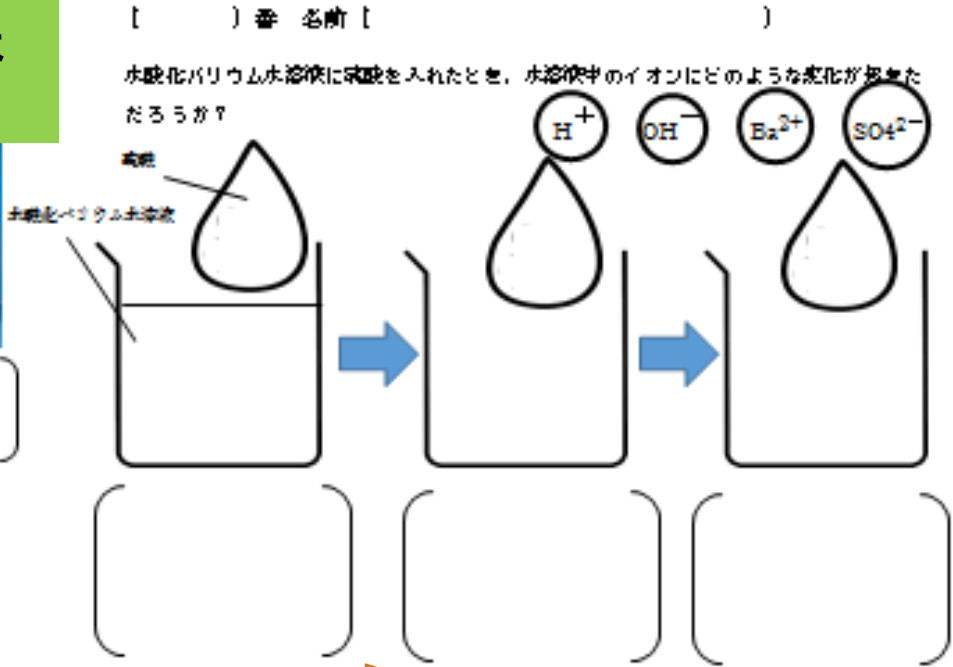 [ ] 番 名前 [ ]
水酸化バリウム水溶液に硫酸を入れたとき，水溶液中のイオンにどのような変化が起きた
だろうか？
H+ OH− Ba2+ SO42−
硫酸
水酸化バリウム水溶液